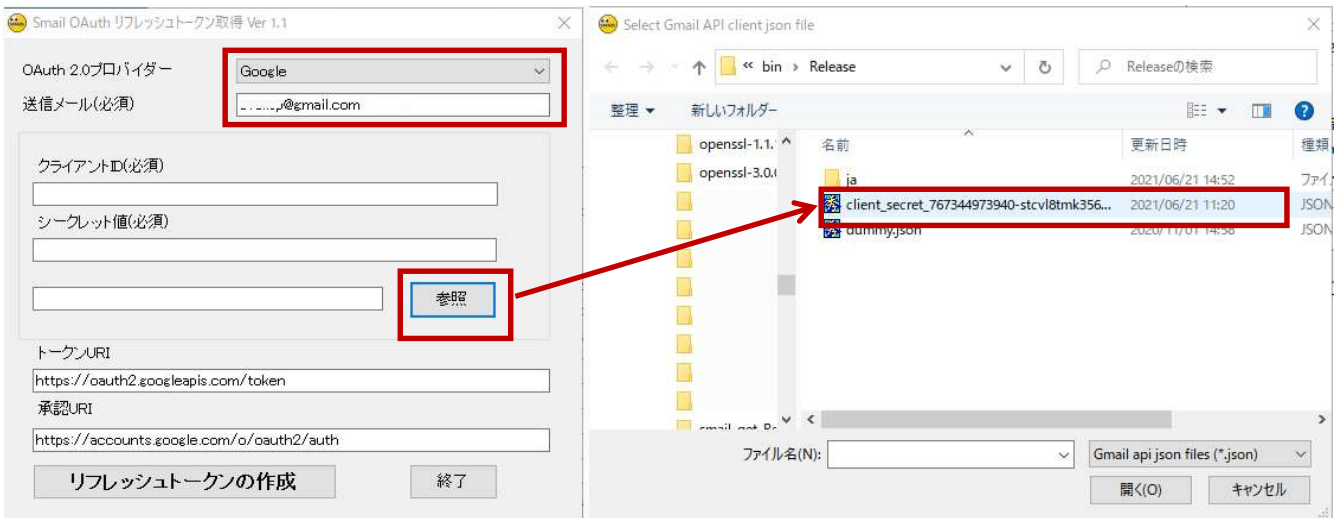 Smail OAuth リフレッシュトークン取得 Ver 1.1
OAuth 2.0プロバイダー
Google
送信メール(必須)
@gmail.com
クライアントID(必須)
シークレット値(必須)
参照
トークンURI
https://oauth2.googleapis.com/token
承認URI
https://accounts.google.com/o/oauth2/auth
リフレッシュトークンの作成
終了
Select Gmail API client json file
« bin › Release
Releaseの検索
整理
新しいフォルダー
openssl-1.1.
openssl-3.0.
名前
更新日時
種類
ja
2021/06/21 14:52
ファイ
client_secret_767344973940-stcvl8tmk356...
2021/06/21 11:20
JSON
dummy.json
2020/11/01 14:58
JSON
ファイル名(N):
Gmail api json files (*.json)
開く(O)
キャンセル